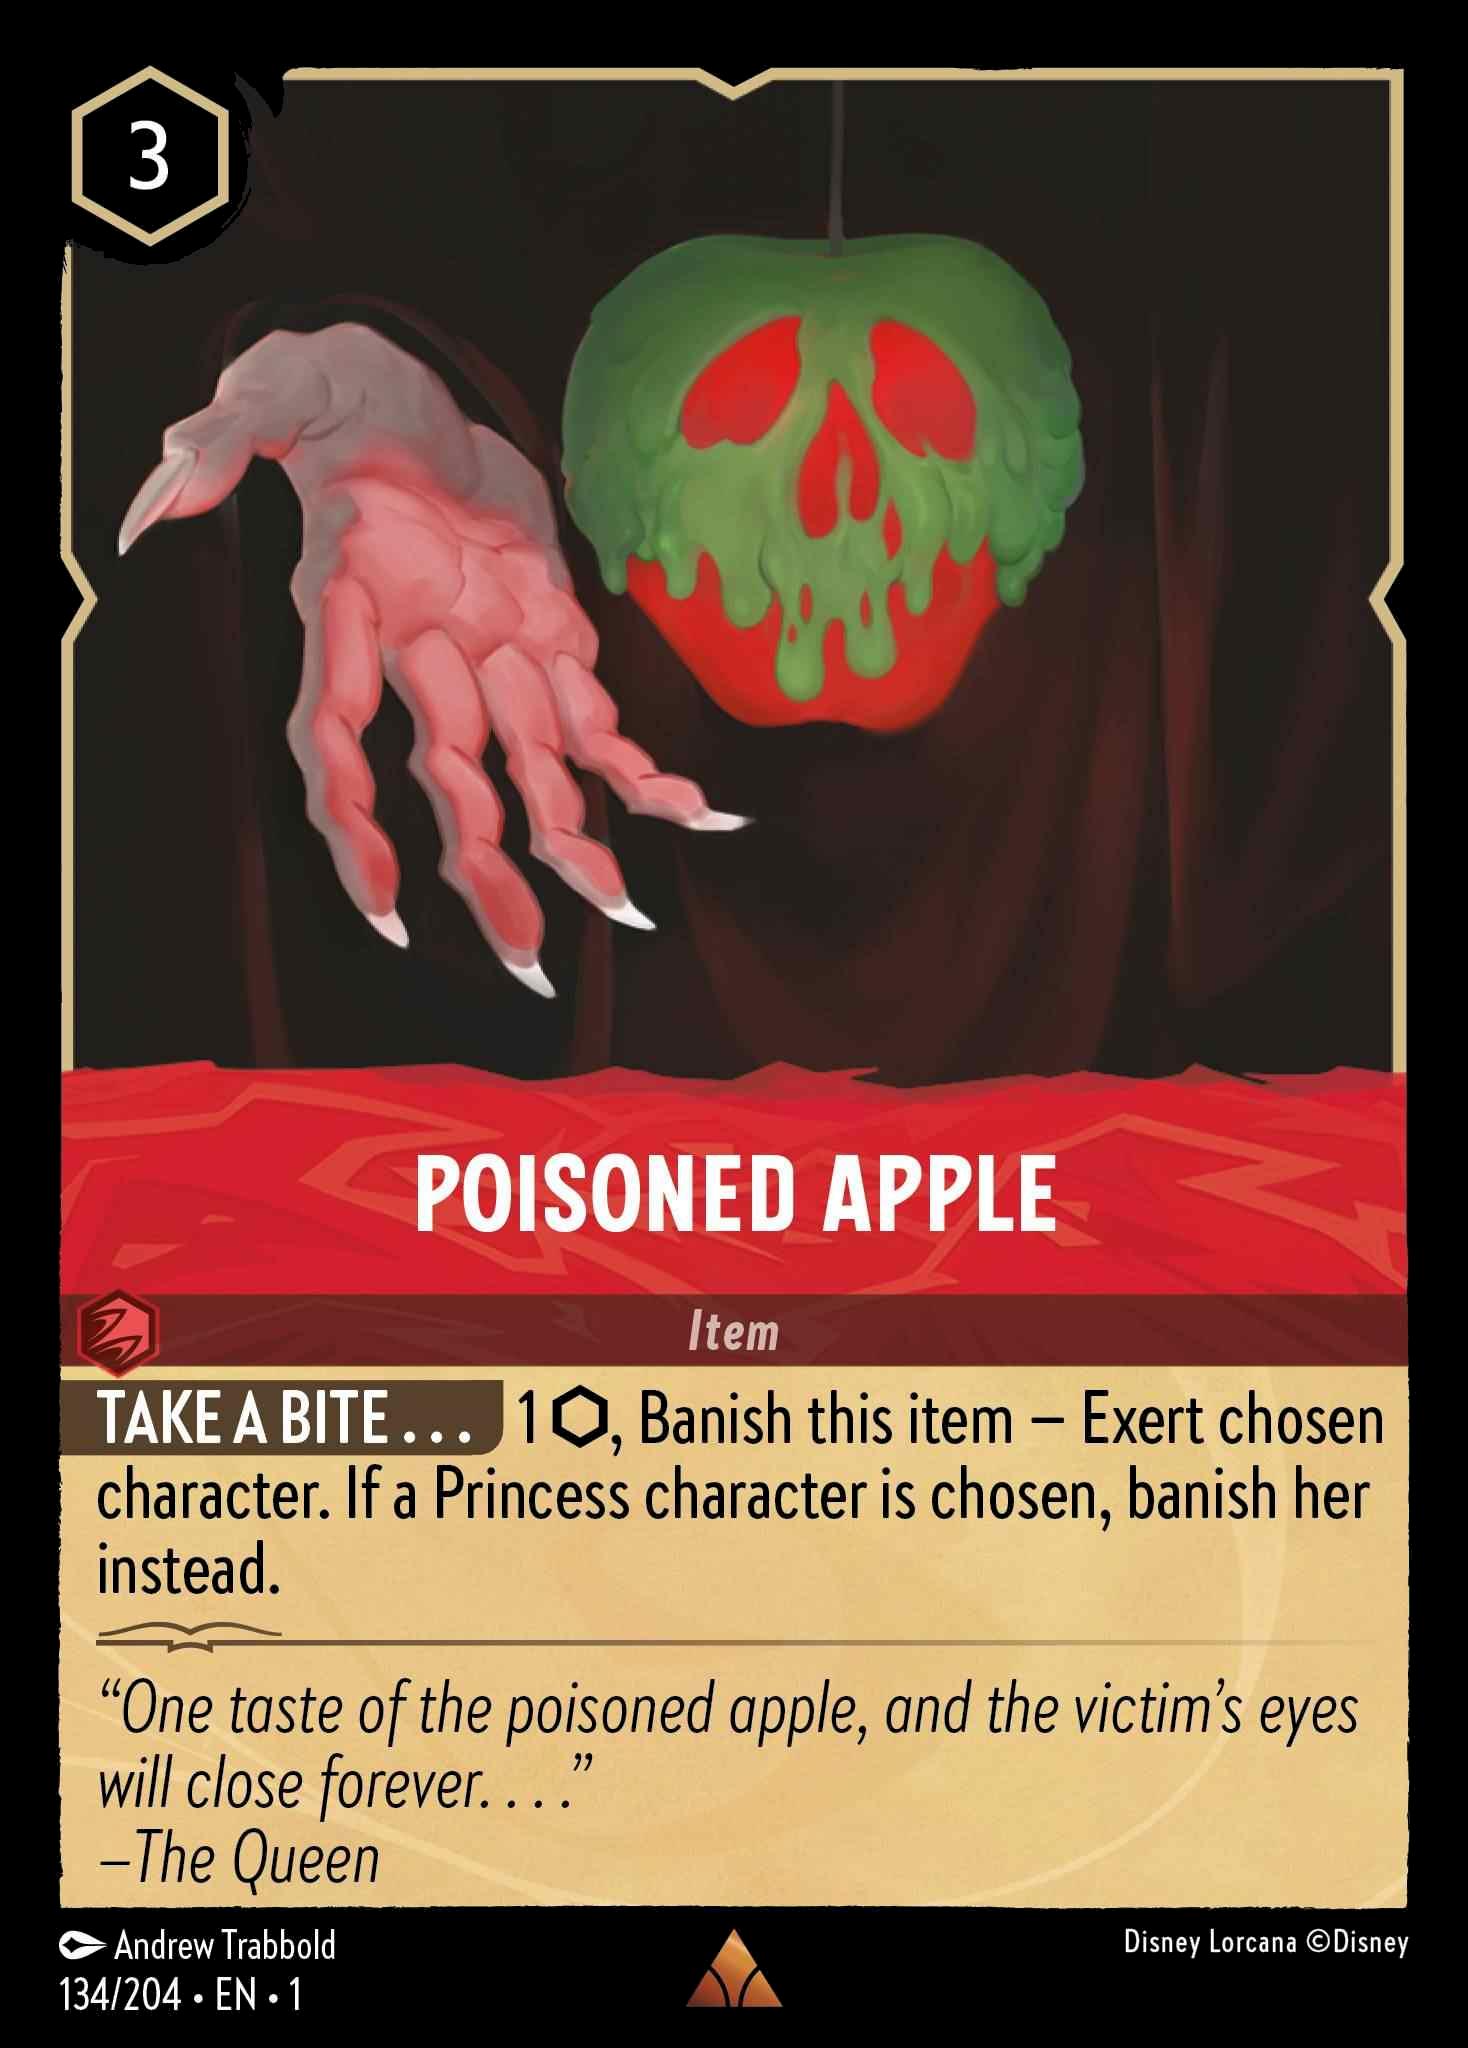 3
POISONED APPLE
Item
TAKE A BITE . . . 1 ⬡, Banish this item – Exert chosen
character. If a Princess character is chosen, banish her
instead.
“One taste of the poisoned apple, and the victim’s eyes
will close forever. . . .”
–The Queen
Andrew Trabbold
Disney Lorcana ©Disney
134/204 • EN • 1